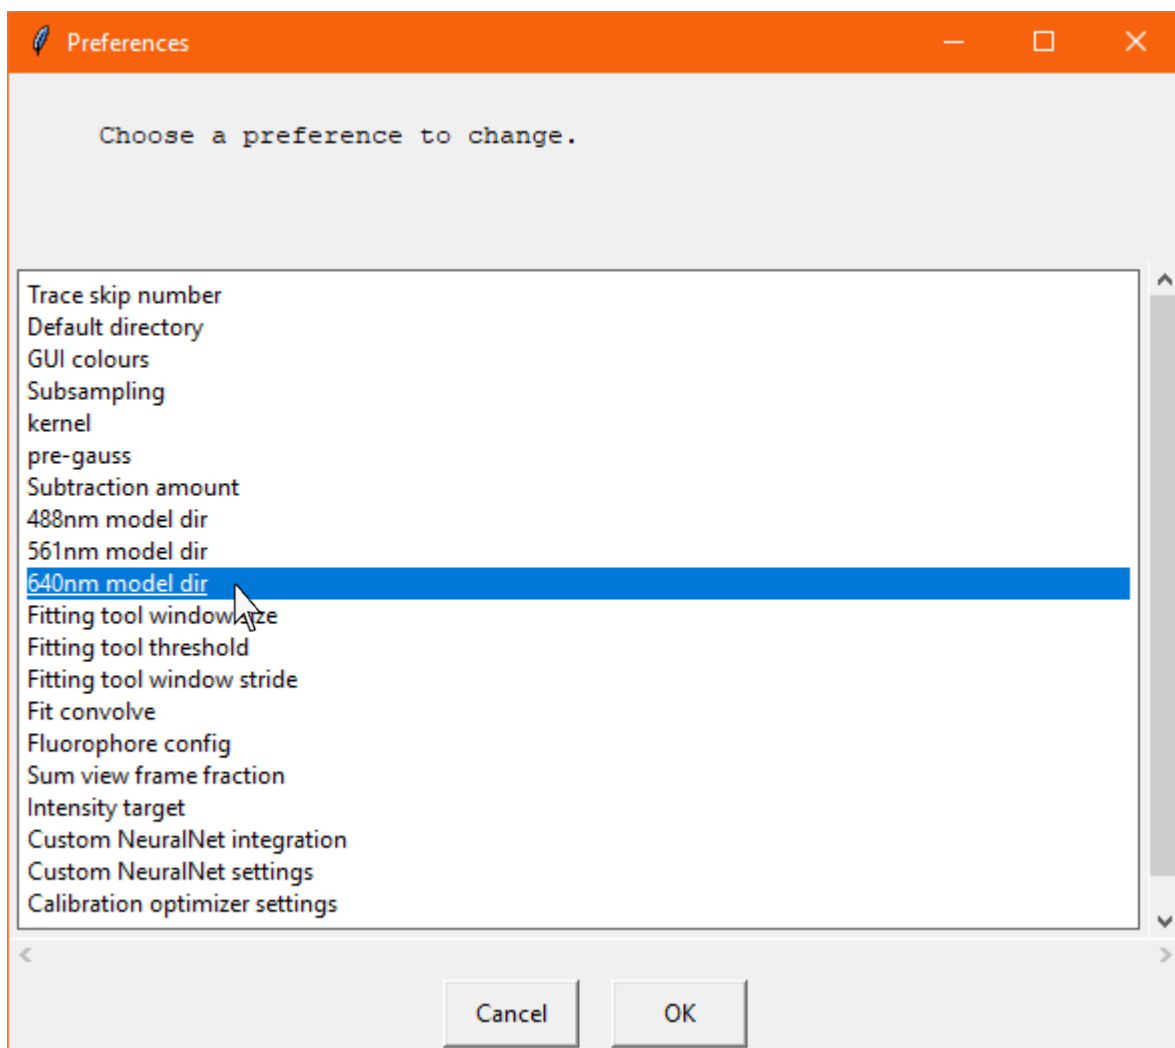 Preferences
Choose a preference to change.
Trace skip number
Default directory
GUI colours
Subsampling
kernel
pre-gauss
Subtraction amount
488nm model dir
561nm model dir
640nm model dir
Fitting tool window size
Fitting tool threshold
Fitting tool window stride
Fit convolve
Fluorophore config
Sum view frame fraction
Intensity target
Custom NeuralNet integration
Custom NeuralNet settings
Calibration optimizer settings
Cancel OK